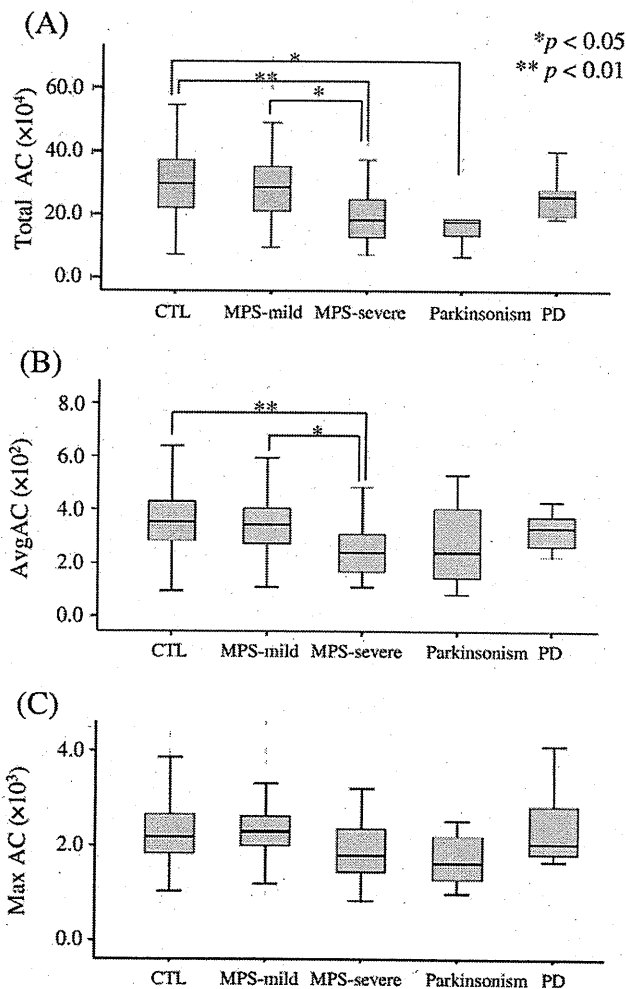 (A)
*p < 0.05
** p < 0.01
Total AC (×10⁴)
60.0
40.0
20.0
0.0
*
**
*
CTL MPS-mild MPS-severe Parkinsonism PD
(B)
AvgAC (×10²)
8.0
6.0
4.0
2.0
0.0
**
*
CTL MPS-mild MPS-severe Parkinsonism PD
(C)
Max AC (×10³)
4.0
2.0
0.0
CTL MPS-mild MPS-severe Parkinsonism PD